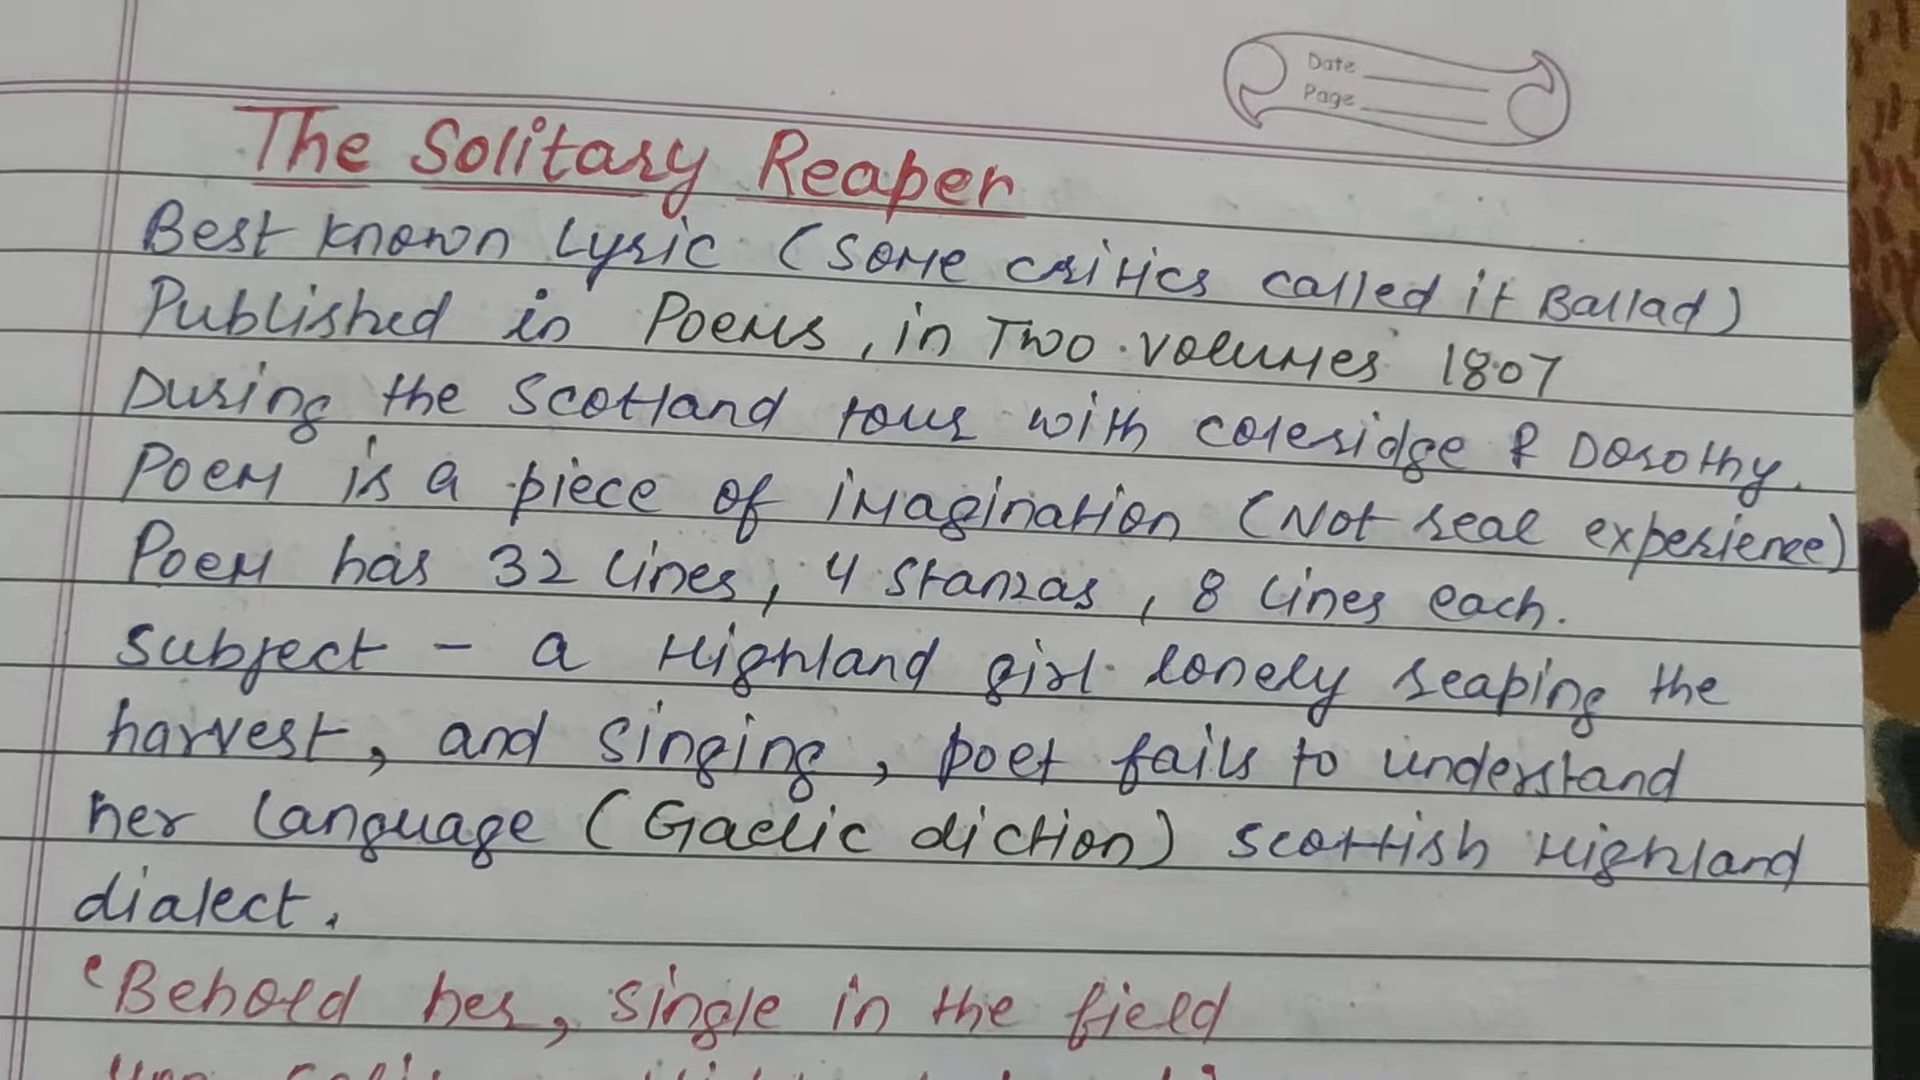 Date
Page
The Solitary Reaper
Best known Lyric (Some critics called it Ballad)
Published in Poems, in Two volumes 1807
During the Scotland tour with coleridge & Dorothy.
Poem is a piece of imagination (Not real experience)
Poem has 32 lines, 4 stanzas, 8 lines each.
Subject - a Highland girl lonely reaping the
harvest, and singing, poet fails to understand
her language (Gaelic diction) Scottish Highland
dialect.
'Behold her, single in the field